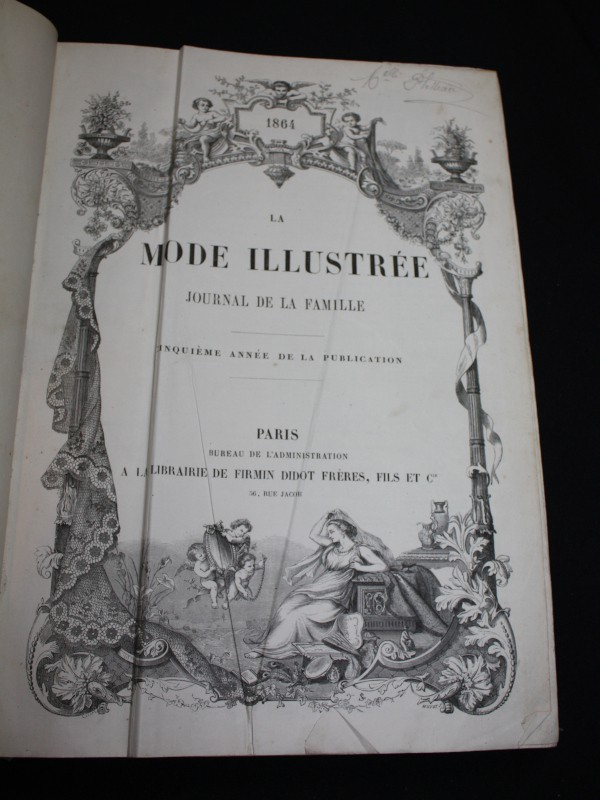 1864
LA
MODE ILLUSTRÉE
JOURNAL DE LA FAMILLE
INQUIÈME ANNÉE DE LA PUBLICATION
PARIS
BUREAU DE L'ADMINISTRATION
A LA LIBRAIRIE DE FIRMIN DIDOT FRÈRES, FILS ET Cie
56, RUE JACOB